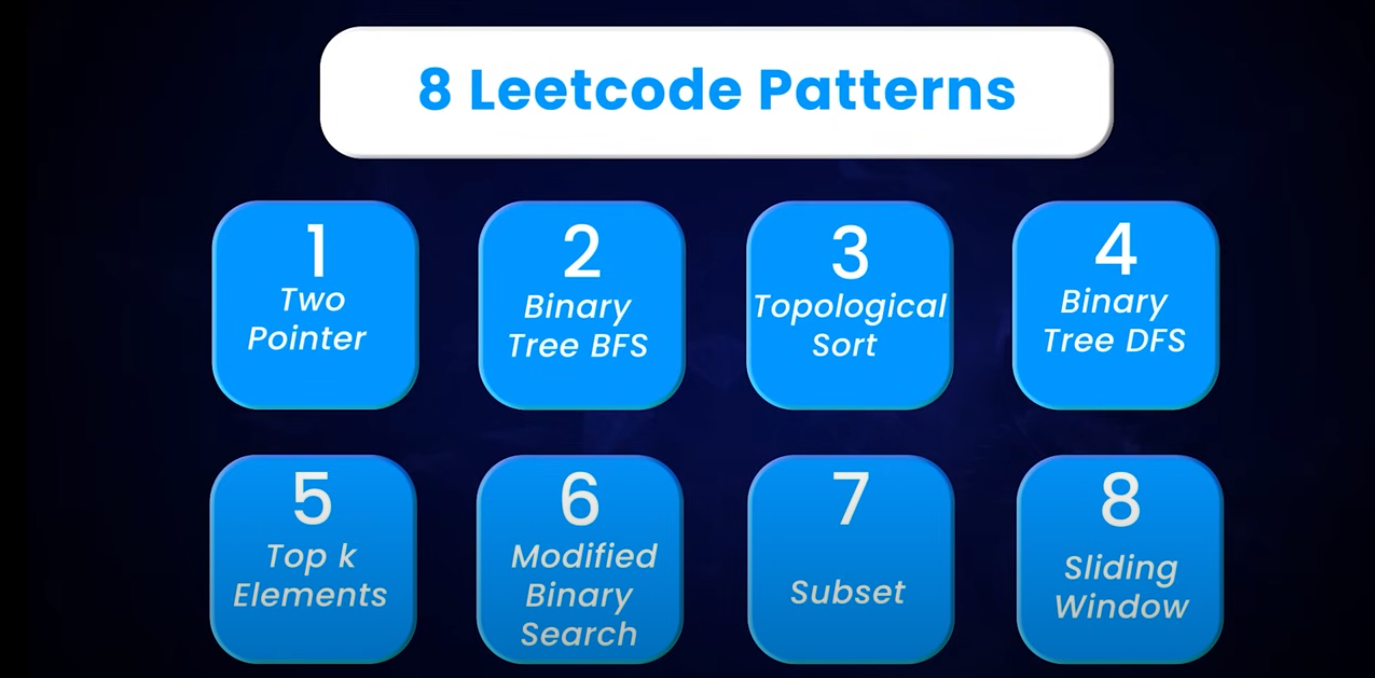 8 Leetcode Patterns
1
Two
Pointer
2
Binary
Tree BFS
3
Topological
Sort
4
Binary
Tree DFS
5
Top k
Elements
6
Modified
Binary
Search
7
Subset
8
Sliding
Window